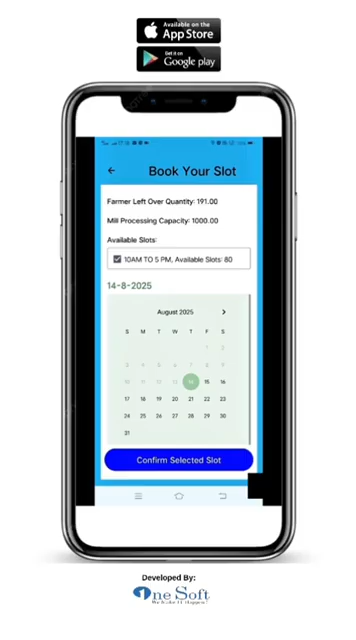 Available on the
App Store
Get it on
Google play
Book Your Slot
Farmer Left Over Quantity: 191.00
Mill Processing Capacity: 1000.00
Available Slots:
10AM TO 5 PM, Available Slots: 80
14-8-2025
August 2025
S M T W T F S
1 2
3 4 5 6 7 8 9
10 11 12 13 14 15 16
17 18 19 20 21 22 23
24 25 26 27 28 29 30
31
Confirm Selected Slot
Developed By:
One Soft
We Make IT Happen!